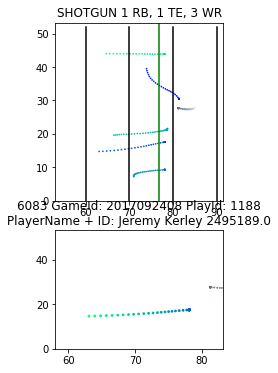 SHOTGUN 1 RB, 1 TE, 3 WR
50
40
30
20
10
0
60 70 80 90
6083 GameId: 2017092408 PlayId: 1188
PlayerName + ID: Jeremy Kerley 2495189.0
40
20
0
60 70 80